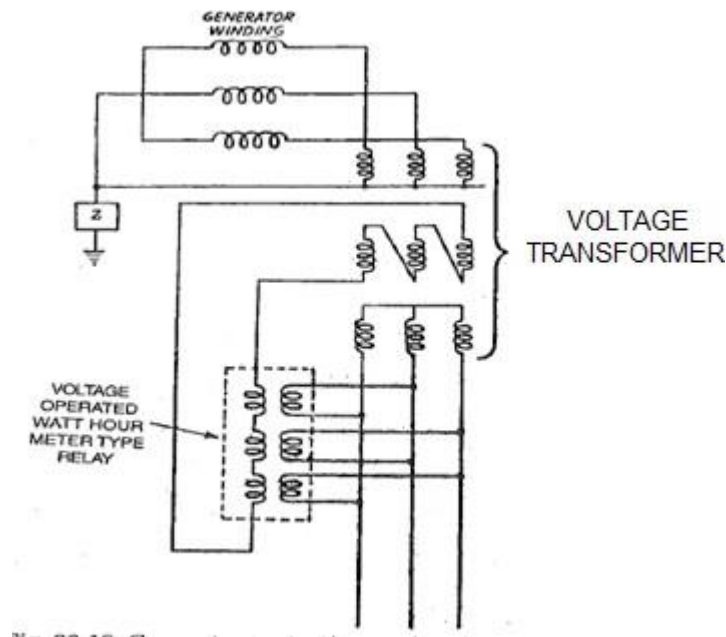 GENERATOR
WINDING
Z
VOLTAGE
TRANSFORMER
VOLTAGE
OPERATED
WATT HOUR
METER TYPE
RELAY